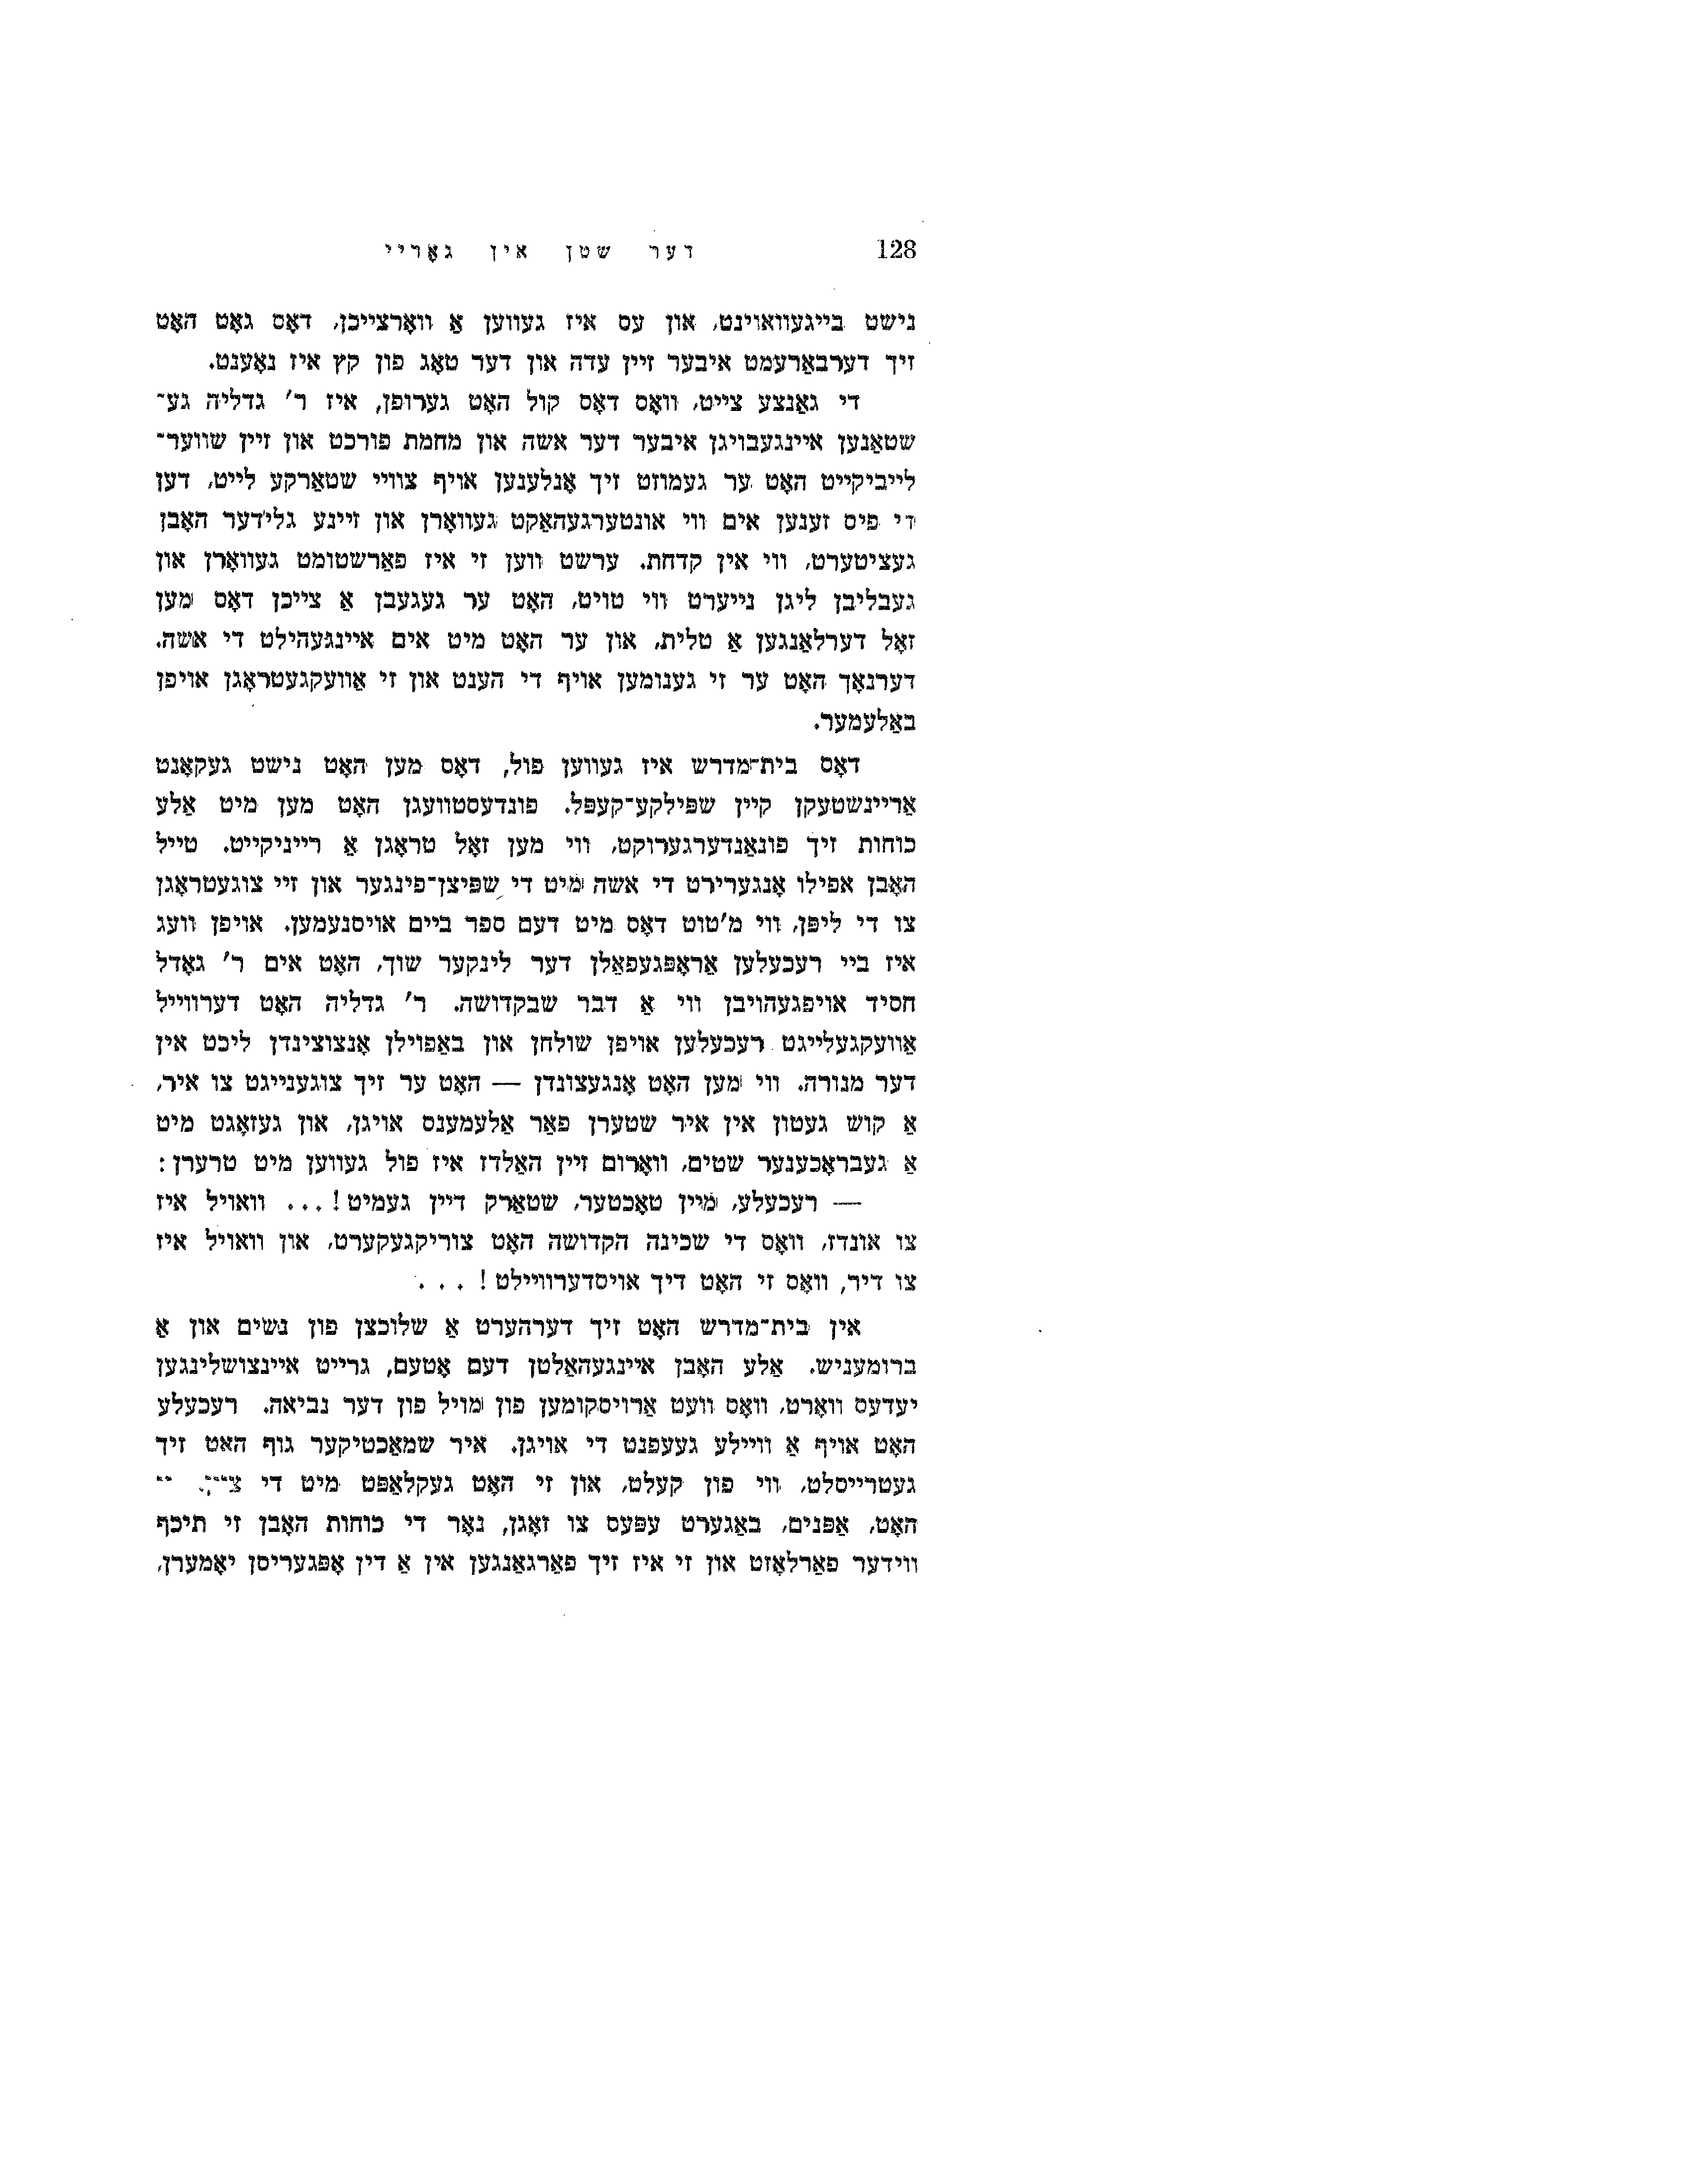 128 דער שטן אין גאָריי
נישט בייגעוואוינט, און עס איז געווען אַ וואָרצייכן, דאָס גאָט האָט
זיך דערבאַרעמט איבער זיין עדה און דער טאָג פון קץ איז נאָענט.
די גאַנצע צייט, וואָס דאָס קול האָט גערופן, איז ר' גדליה גע־
שטאַנען איינגעבויגן איבער דער אשה און מחמת פורכט און זיין שווער־
לייביקייט האָט ער געמוזט זיך אָנלענען אויף צוויי שטאַרקע לייט, דען
די פיס זענען אים ווי אונטערגעהאַקט געוואָרן און זיינע גלידער האָבן
געציטערט, ווי אין קדחת. ערשט ווען זי איז פאַרשטומט געוואָרן און
געבליבן ליגן נייערט ווי טויט, האָט ער געגעבן אַ צייכן דאָס מען
זאָל דערלאַנגען אַ טלית, און ער האָט מיט אים איינגעהילט די אשה.
דערנאָך האָט ער זי גענומען אויף די הענט און זי אַוועקגעטראָגן אויפן
באַלעמער.
דאָס בית־מדרש איז געווען פול, דאָס מען האָט נישט געקאָנט
אַריינשטעקן קיין שפּילקע־קעפּל. פונדעסטוועגן האָט מען מיט אַלע
כוחות זיך פונאַנדערגערוקט, ווי מען זאָל טראָגן אַ רייניקייט. טייל
האָבן אפילו אָנגערירט די אשה מיט די שפּיצן־פינגער און זיי צוגעטראָגן
צו די ליפּן, ווי מ'טוט דאָס מיט דעם ספר ביים אויסנעמען. אויפן וועג
איז ביי רעכעלען אַראָפּגעפאַלן דער לינקער שוך, האָט אים ר' גאָדל
חסיד אויפגעהויבן ווי אַ דבר שבקדושה. ר' גדליה האָט דערווייל
אַוועקגעלייגט רעכעלען אויפן שולחן און באַפוילן אָנצוצינדן ליכט אין
דער מנורה. ווי מען האָט אָנגעצונדן — האָט ער זיך צוגענייגט צו איר,
אַ קוש געטון אין איר שטערן פאַר אַלעמענס אויגן, און געזאָגט מיט
אַ געבראָכענער שטים, וואָרום זיין האַלדז איז פול געווען מיט טרערן:
— רעכעלע, מיין טאָכטער, שטאַרק דיין געמיט!... וואויל איז
צו אונדז, וואָס די שכינה הקדושה האָט צוריקגעקערט, און וואויל איז
צו דיר, וואָס זי האָט דיך אויסדערוויילט! ...
אין בית־מדרש האָט זיך דערהערט אַ שלוכצן פון נשים און אַ
ברומעניש. אַלע האָבן איינגעהאַלטן דעם אָטעם, גרייט איינצושלינגען
יעדעס וואָרט, וואָס וועט אַרויסקומען פון מויל פון דער נביאה. רעכעלע
האָט אויף אַ וויילע געעפנט די אויגן. איר שמאַכטיקער גוף האט זיך
געטרייסלט, ווי פון קעלט, און זי האָט געקלאַפּט מיט די
האָט, אַפּנים, באַגערט עפּעס צו זאָגן, נאָר די כוחות האָבן זי תיכף
ווידער פאַרלאָזט און זי איז זיך פאַרגאַנגען אין אַ דין אָפּגעריסן יאָמערן,